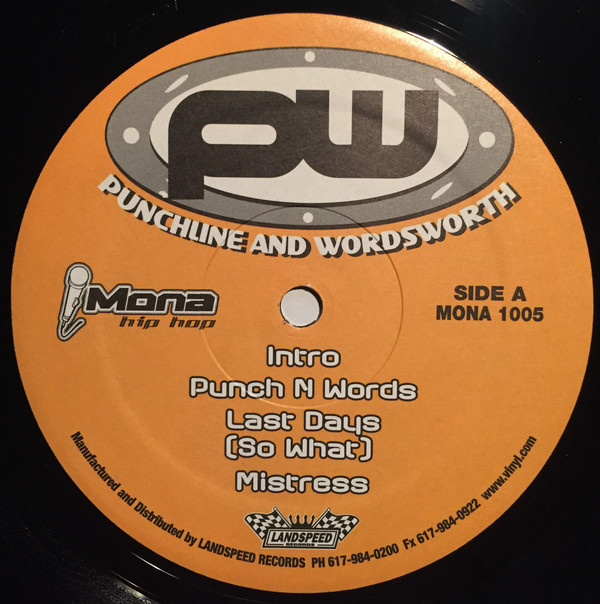 PW
PUNCHLINE AND WORDSWORTH
Mona
hip hop
SIDE A
MONA 1005
Intro
Punch N Words
Last Days
(So What)
Mistress
LANDSPEED
RECORDS
Manufactured and Distributed by LANDSPEED RECORDS PH 617-984-0200 Fx 617-984-0922 www.vinyl.com